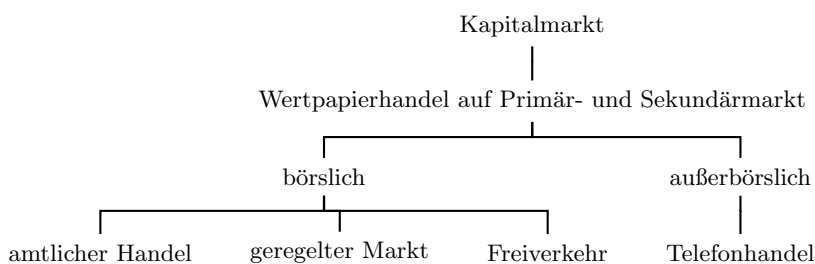 Kapitalmarkt
Wertpapierhandel auf Primär- und Sekundärmarkt
börslich außerbörslich
amtlicher Handel geregelter Markt Freiverkehr Telefonhandel